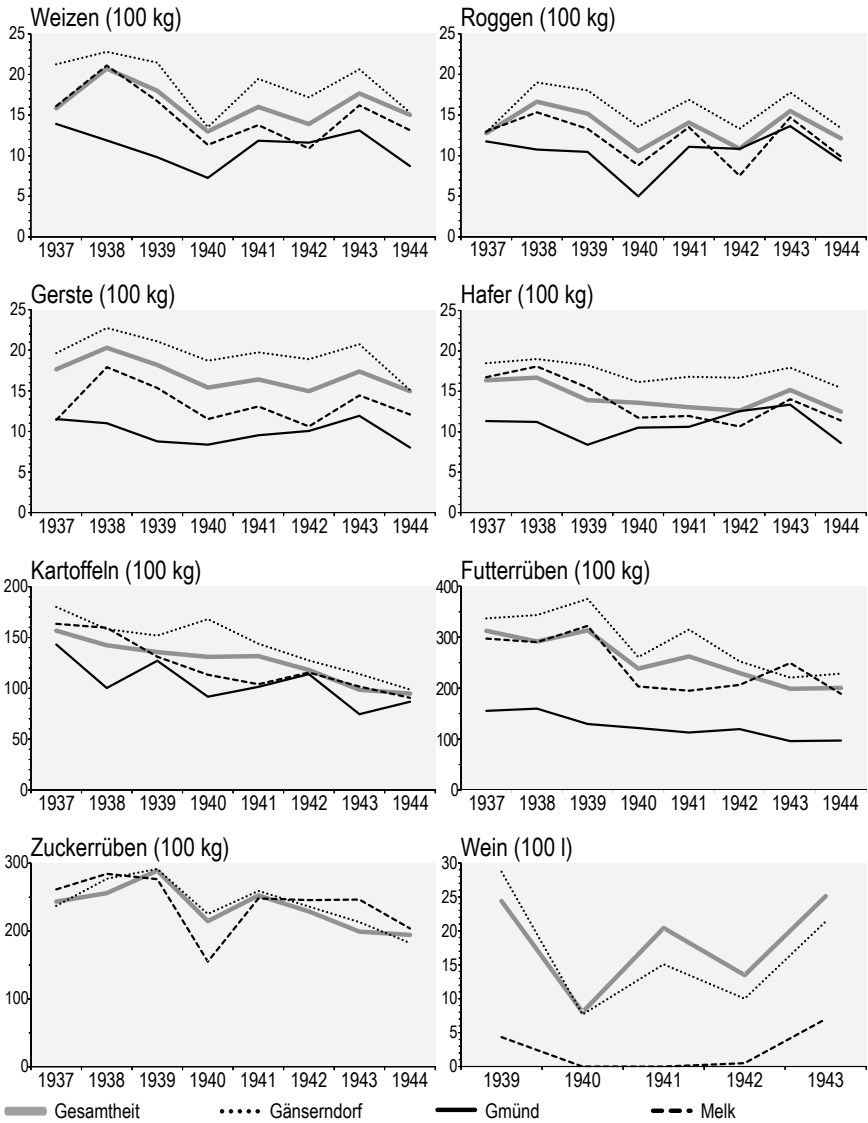 Weizen (100 kg)
25
20
15
10
5
0
1937 1938 1939 1940 1941 1942 1943 1944
Roggen (100 kg)
25
20
15
10
5
0
1937 1938 1939 1940 1941 1942 1943 1944
Gerste (100 kg)
25
20
15
10
5
0
1937 1938 1939 1940 1941 1942 1943 1944
Hafer (100 kg)
25
20
15
10
5
0
1937 1938 1939 1940 1941 1942 1943 1944
Kartoffeln (100 kg)
200
150
100
50
0
1937 1938 1939 1940 1941 1942 1943 1944
Futterrüben (100 kg)
400
300
200
100
0
1937 1938 1939 1940 1941 1942 1943 1944
Zuckerrüben (100 kg)
300
200
100
0
1937 1938 1939 1940 1941 1942 1943 1944
Wein (100 l)
30
25
20
15
10
5
0
1939 1940 1941 1942 1943
Gesamtheit Gänserndorf Gmünd Melk